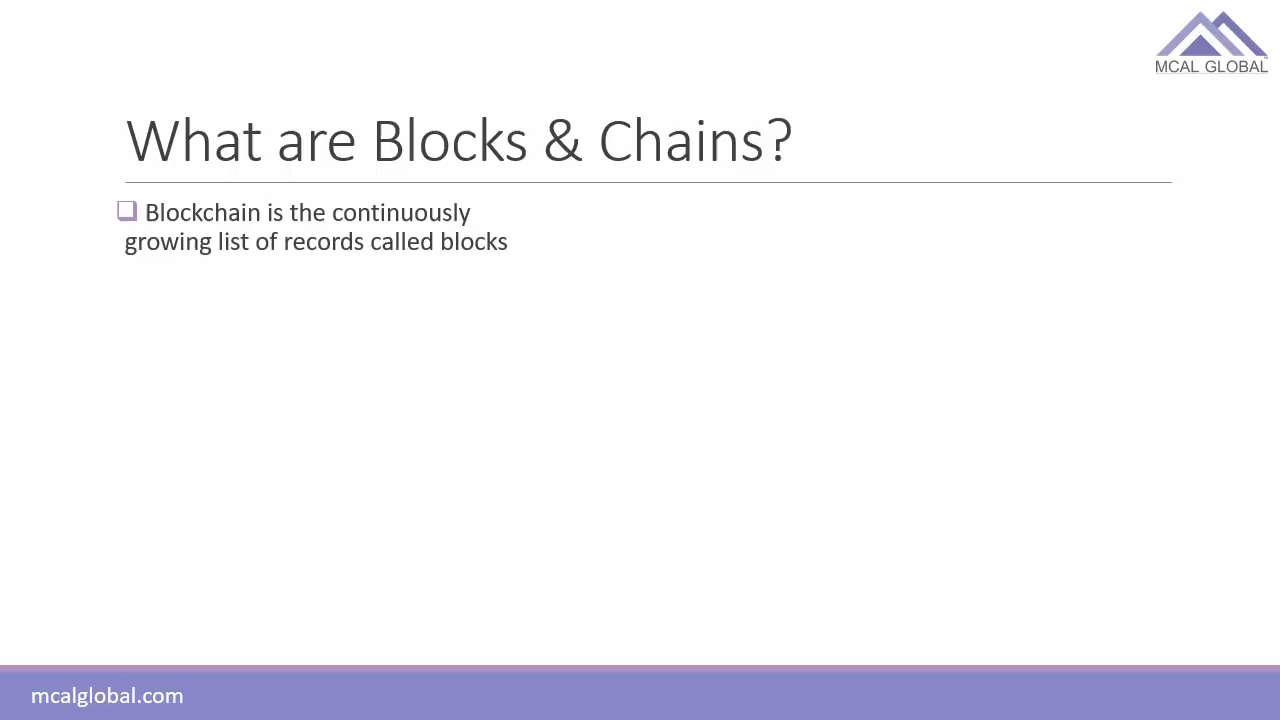 MCAL GLOBAL
What are Blocks & Chains?
Blockchain is the continuously
growing list of records called blocks
mcalglobal.com